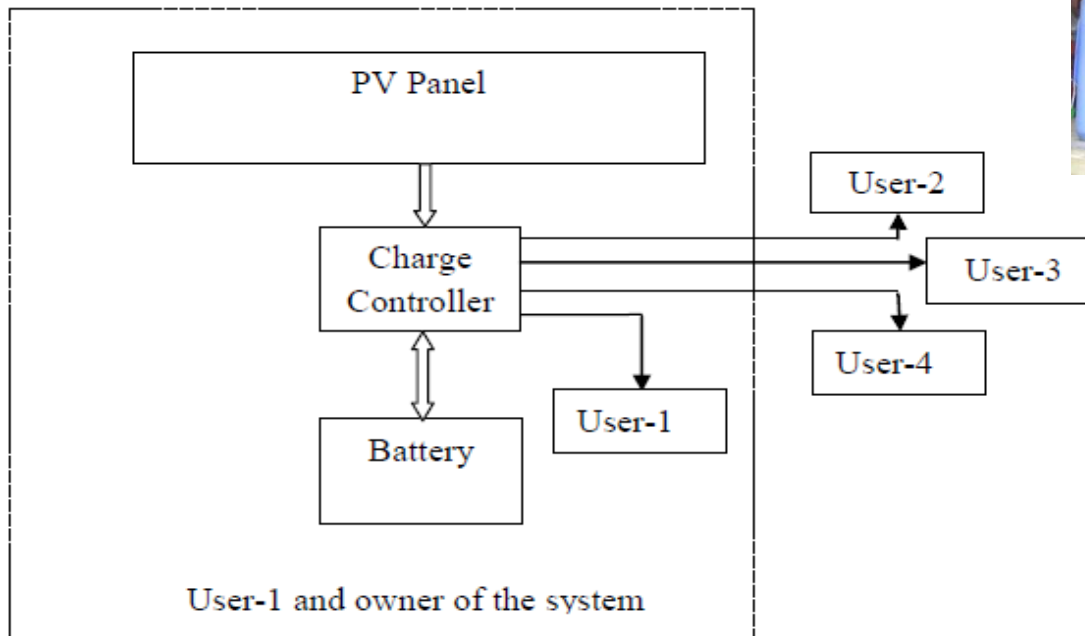 PV Panel
User-2
Charge
Controller
User-3
User-4
User-1
Battery
User-1 and owner of the system